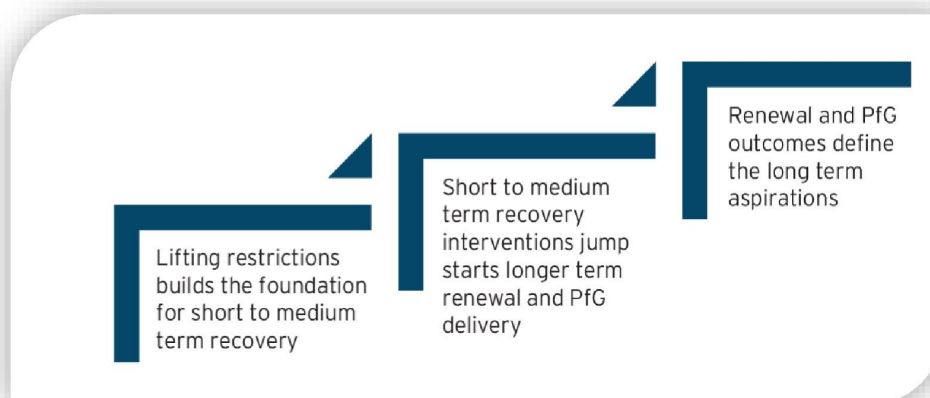 Lifting restrictions
builds the foundation
for short to medium
term recovery
Short to medium
term recovery
interventions jump
starts longer term
renewal and PfG
delivery
Renewal and PfG
outcomes define
the long term
aspirations